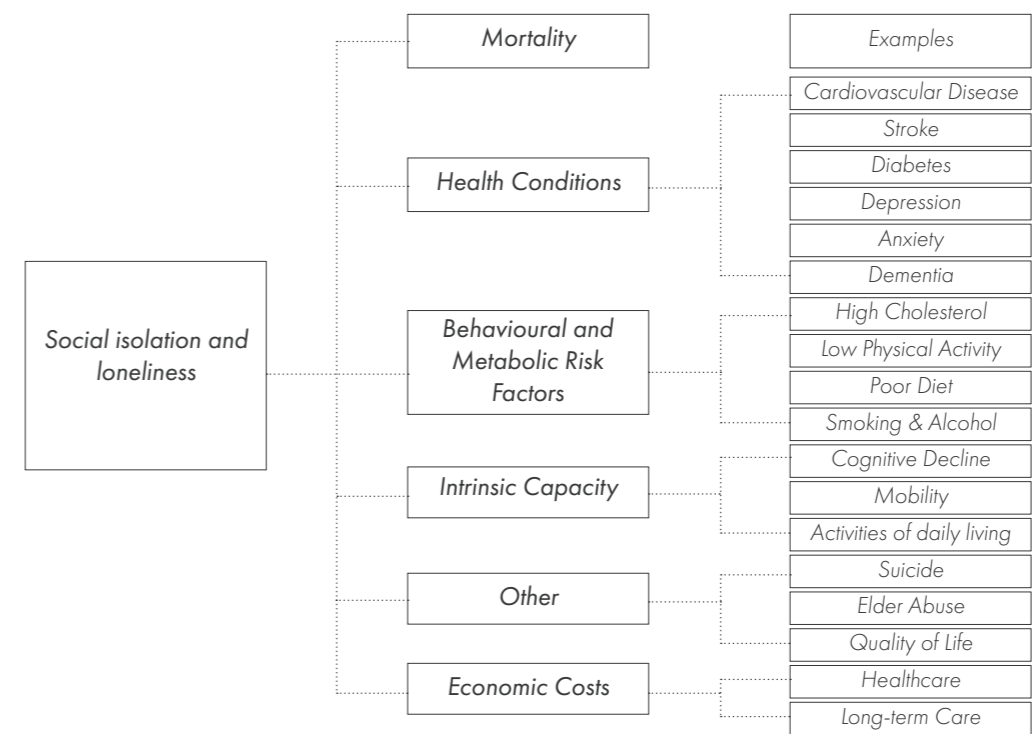 Mortality
Examples
Cardiovascular Disease
Stroke
Health Conditions
Diabetes
Depression
Anxiety
Dementia
Social isolation and
loneliness
Behavioural and
Metabolic Risk
Factors
High Cholesterol
Low Physical Activity
Poor Diet
Smoking & Alcohol
Intrinsic Capacity
Cognitive Decline
Mobility
Activities of daily living
Other
Suicide
Elder Abuse
Quality of Life
Economic Costs
Healthcare
Long-term Care